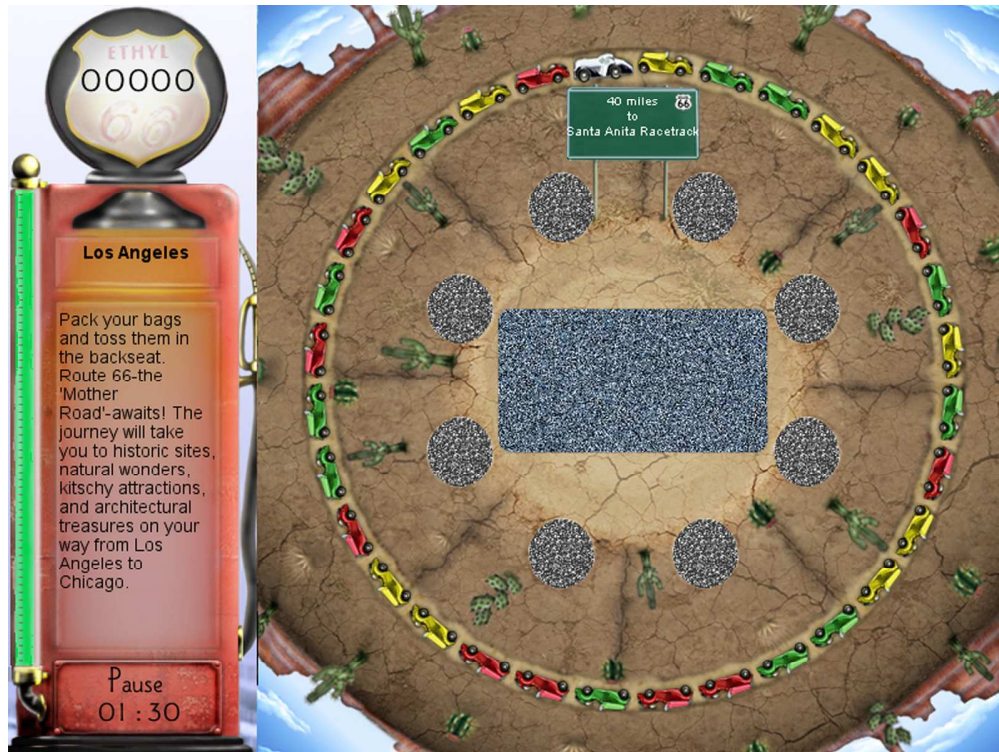 ETHYL
00000
66
Los Angeles
Pack your bags
and toss them in
the backseat.
Route 66-the
'Mother
Road'-awaits! The
journey will take
you to historic sites,
natural wonders,
kitschy attractions,
and architectural
treasures on your
way from Los
Angeles to
Chicago.
Pause
01 : 30
40 miles
66
to
Santa Anita Racetrack